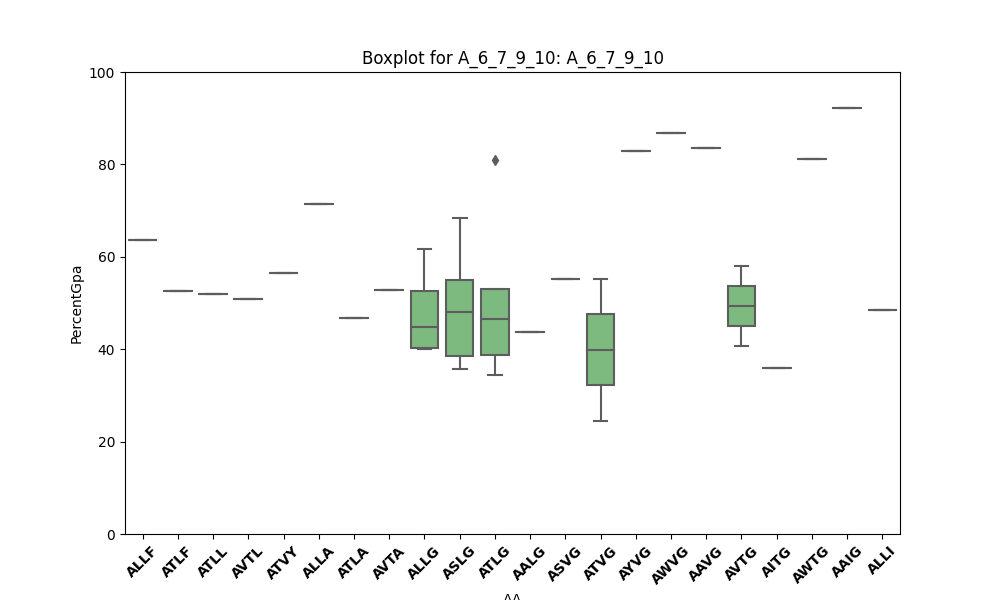 Boxplot for A_6_7_9_10: A_6_7_9_10
100
80
60
40
20
0
PercentGpa
ALLF ATLF ATLL AVTL ATVY ALLA ATLA AVTA ALLG ASLG ATLG AALG ASVG ATVG AYVG AWVG AAVG AVTG AITG AWTG AAIG ALLI
AA